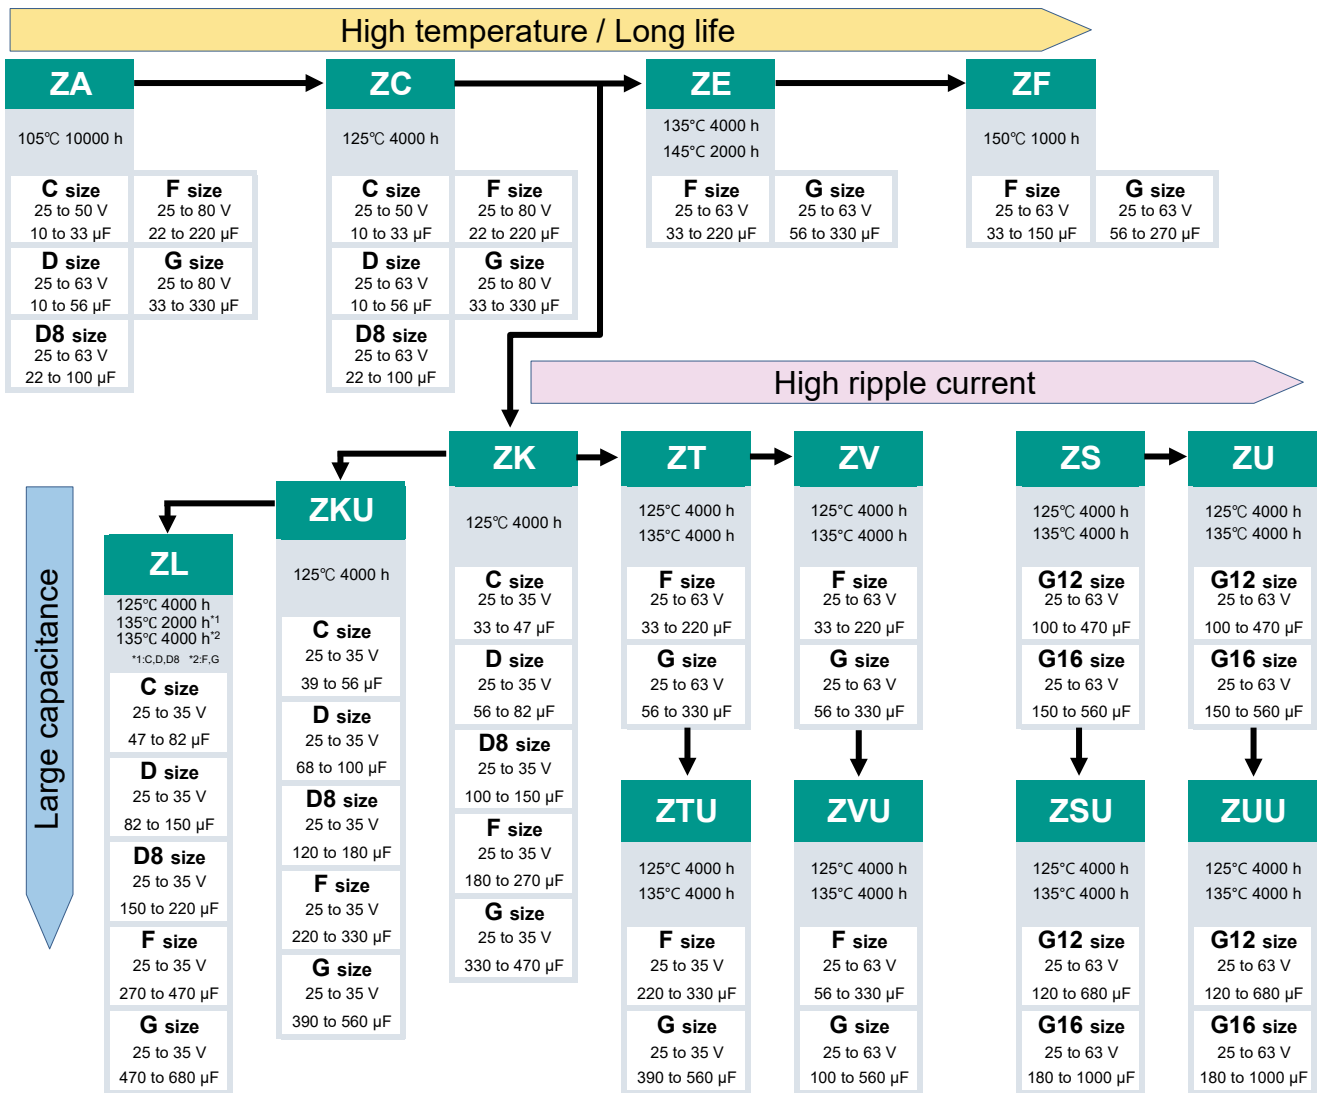 High temperature / Long life
ZA
105℃ 10000 h
C size
25 to 50 V
10 to 33 µF
F size
25 to 80 V
22 to 220 µF
D size
25 to 63 V
10 to 56 µF
G size
25 to 80 V
33 to 330 µF
D8 size
25 to 63 V
22 to 100 µF
ZC
125℃ 4000 h
C size
25 to 50 V
10 to 33 µF
F size
25 to 80 V
22 to 220 µF
D size
25 to 63 V
10 to 56 µF
G size
25 to 80 V
33 to 330 µF
D8 size
25 to 63 V
22 to 100 µF
ZE
135°C 4000 h
145°C 2000 h
F size
25 to 63 V
33 to 220 µF
G size
25 to 63 V
56 to 330 µF
ZF
150℃ 1000 h
F size
25 to 63 V
33 to 150 µF
G size
25 to 63 V
56 to 270 µF
High ripple current
Large capacitance
ZL
125℃ 4000 h
135℃ 2000 h*1
135℃ 4000 h*2
*1:C,D,D8 *2:F,G
C size
25 to 35 V
47 to 82 µF
D size
25 to 35 V
82 to 150 µF
D8 size
25 to 35 V
150 to 220 µF
F size
25 to 35 V
270 to 470 µF
G size
25 to 35 V
470 to 680 µF
ZKU
125℃ 4000 h
C size
25 to 35 V
39 to 56 µF
D size
25 to 35 V
68 to 100 µF
D8 size
25 to 35 V
120 to 180 µF
F size
25 to 35 V
220 to 330 µF
G size
25 to 35 V
390 to 560 µF
ZK
125℃ 4000 h
C size
25 to 35 V
33 to 47 µF
D size
25 to 35 V
56 to 82 µF
D8 size
25 to 35 V
100 to 150 µF
F size
25 to 35 V
180 to 270 µF
G size
25 to 35 V
330 to 470 µF
ZT
125℃ 4000 h
135°C 4000 h
F size
25 to 63 V
33 to 220 µF
G size
25 to 63 V
56 to 330 µF
ZTU
125℃ 4000 h
135°C 4000 h
F size
25 to 35 V
220 to 330 µF
G size
25 to 35 V
390 to 560 µF
ZV
125℃ 4000 h
135°C 4000 h
F size
25 to 63 V
33 to 220 µF
G size
25 to 63 V
56 to 330 µF
ZVU
125℃ 4000 h
135°C 4000 h
F size
25 to 63 V
56 to 330 µF
G size
25 to 63 V
100 to 560 µF
ZS
125℃ 4000 h
135℃ 4000 h
G12 size
25 to 63 V
100 to 470 µF
G16 size
25 to 63 V
150 to 560 µF
ZSU
125℃ 4000 h
135℃ 4000 h
G12 size
25 to 63 V
120 to 680 µF
G16 size
25 to 63 V
180 to 1000 µF
ZU
125℃ 4000 h
135°C 4000 h
G12 size
25 to 63 V
100 to 470 µF
G16 size
25 to 63 V
150 to 560 µF
ZUU
125℃ 4000 h
135°C 4000 h
G12 size
25 to 63 V
120 to 680 µF
G16 size
25 to 63 V
180 to 1000 µF